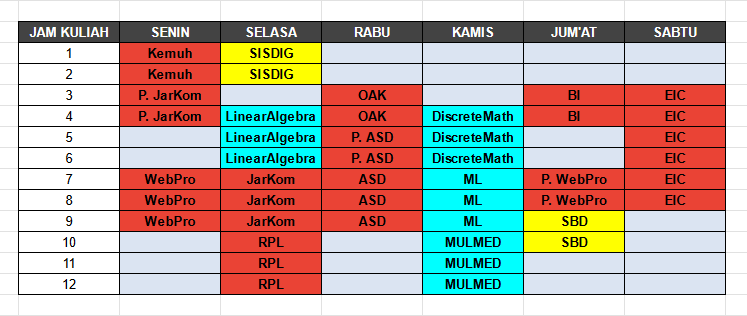 JAM KULIAH SENIN SELASA RABU KAMIS JUM'AT SABTU
1 Kemuh SISDIG
2 Kemuh SISDIG
3 P. JarKom OAK BI EIC
4 P. JarKom LinearAlgebra OAK DiscreteMath BI EIC
5 LinearAlgebra P. ASD DiscreteMath EIC
6 LinearAlgebra P. ASD DiscreteMath EIC
7 WebPro JarKom ASD ML P. WebPro EIC
8 WebPro JarKom ASD ML P. WebPro EIC
9 WebPro JarKom ASD ML SBD
10 RPL MULMED SBD
11 RPL MULMED
12 RPL MULMED